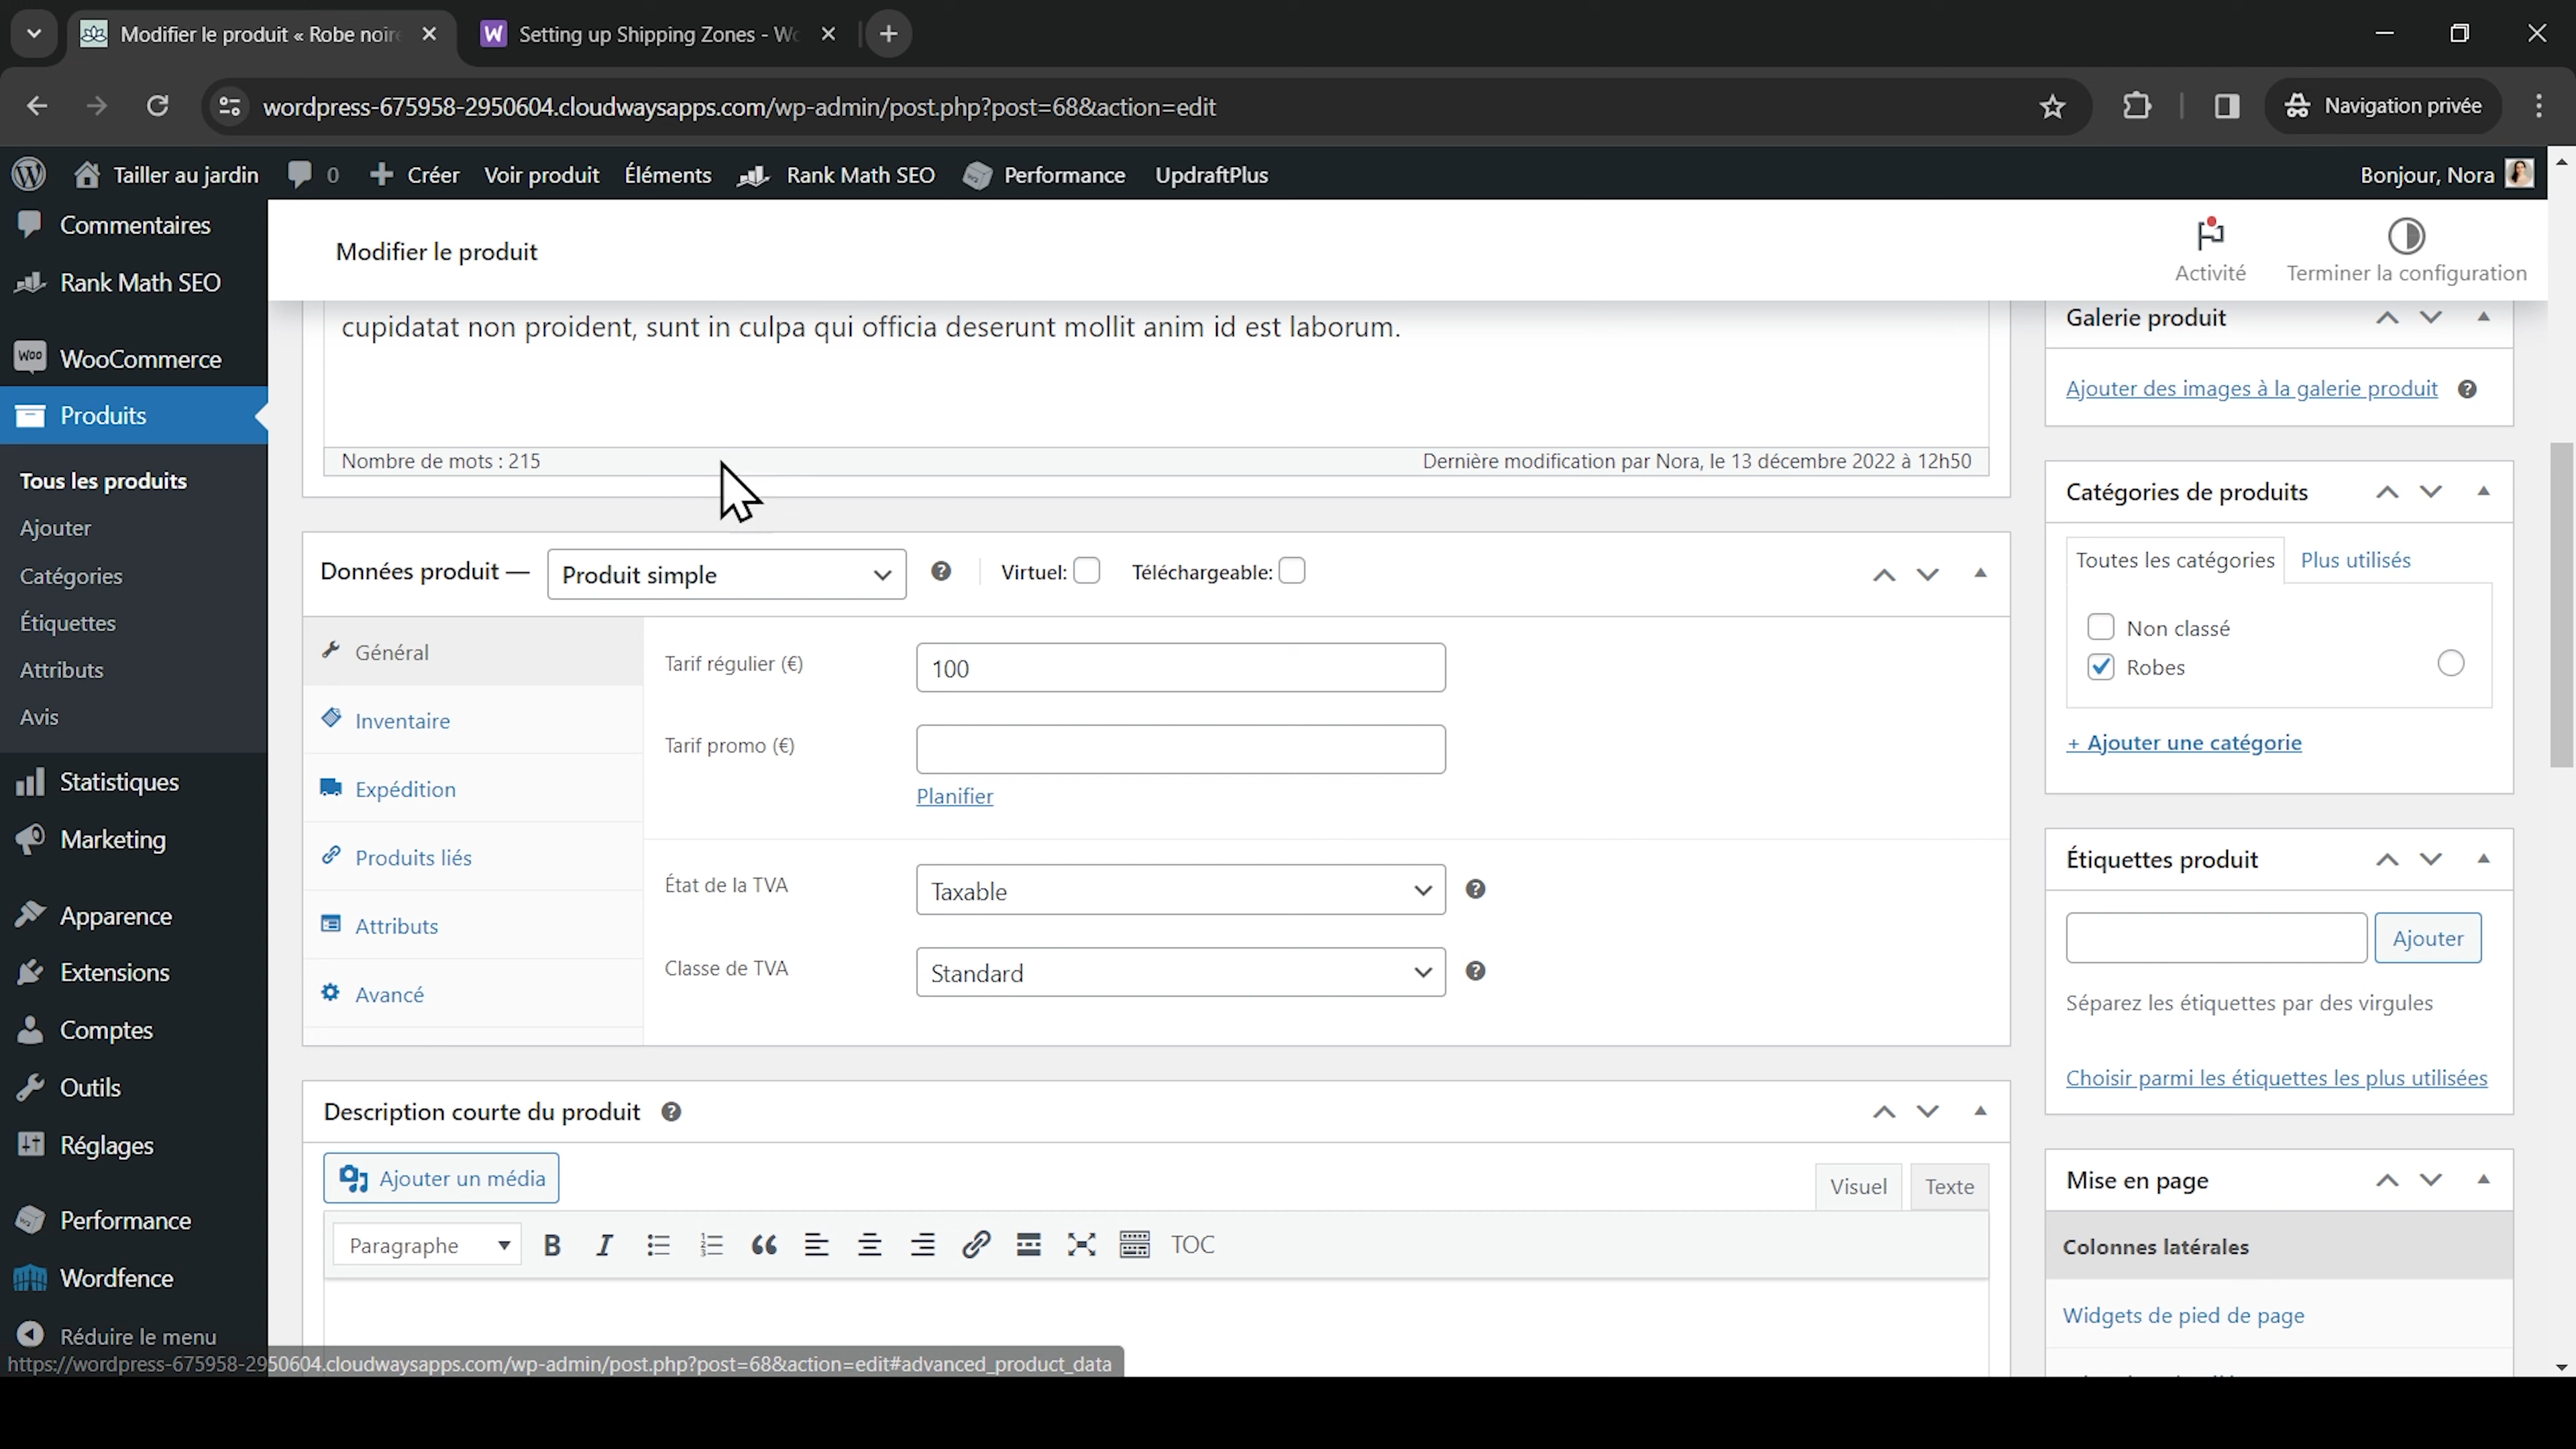 Modifier le produit « Robe noir
Setting up Shipping Zones - Wo
wordpress-675958-2950604.cloudwaysapps.com/wp-admin/post.php?post=68&action=edit
Navigation privée
Tailler au jardin
0
Créer
Voir produit
Éléments
Rank Math SEO
Performance
UpdraftPlus
Bonjour, Nora
Commentaires
Rank Math SEO
WooCommerce
Produits
Tous les produits
Ajouter
Catégories
Étiquettes
Attributs
Avis
Statistiques
Marketing
Apparence
Extensions
Comptes
Outils
Réglages
Performance
Wordfence
Réduire le menu
Modifier le produit
Activité
Terminer la configuration
cupidatat non proident, sunt in culpa qui officia deserunt mollit anim id est laborum.
Nombre de mots : 215
Dernière modification par Nora, le 13 décembre 2022 à 12h50
Données produit —
Produit simple
Virtuel:
Téléchargeable:
Général
Inventaire
Expédition
Produits liés
Attributs
Avancé
Tarif régulier (€)
100
Tarif promo (€)
Planifier
État de la TVA
Taxable
Classe de TVA
Standard
Description courte du produit
Ajouter un média
Visuel
Texte
Paragraphe
TOC
Galerie produit
Ajouter des images à la galerie produit
Catégories de produits
Toutes les catégories
Plus utilisés
Non classé
Robes
+ Ajouter une catégorie
Étiquettes produit
Ajouter
Séparez les étiquettes par des virgules
Choisir parmi les étiquettes les plus utilisées
Mise en page
Colonnes latérales
Widgets de pied de page
https://wordpress-675958-2950604.cloudwaysapps.com/wp-admin/post.php?post=68&action=edit#advanced_product_data